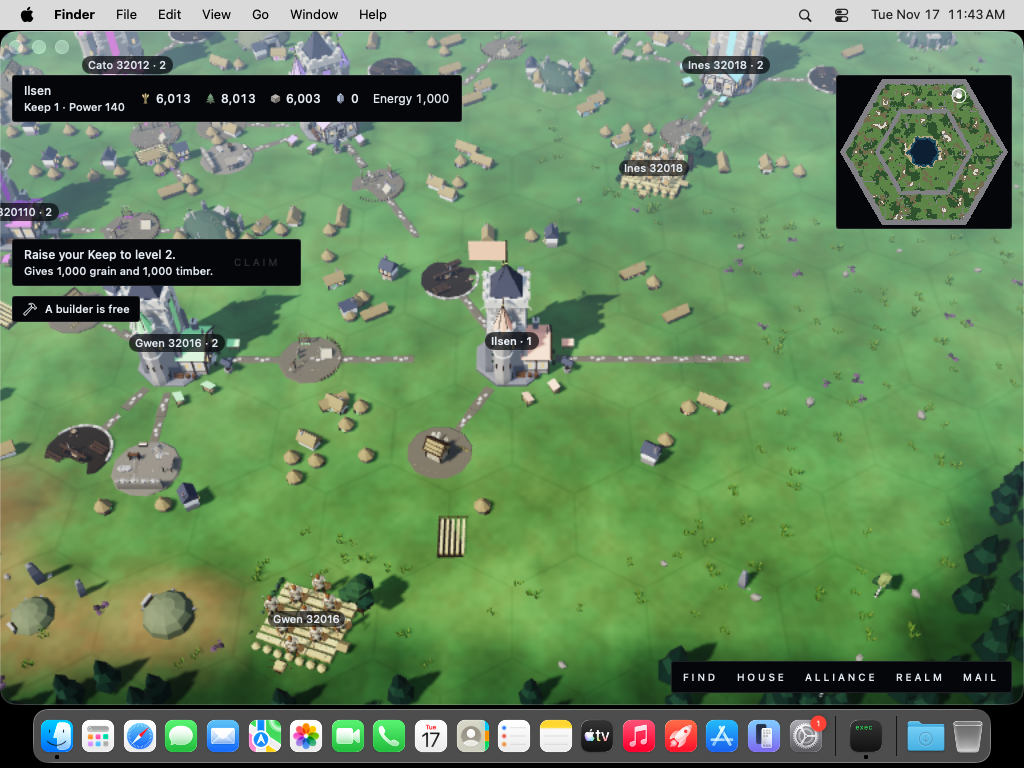 Finder File Edit View Go Window Help Tue Nov 17 11:43 AM
Cato 32012 · 2
Ines 32018 · 2
Ilsen
Keep 1 · Power 140
6,013 8,013 6,003 0 Energy 1,000
Ines 32018
320110 · 2
Raise your Keep to level 2.
Gives 1,000 grain and 1,000 timber.
CLAIM
A builder is free
Gwen 32016 · 2
Ilsen · 1
Gwen 32016
FIND HOUSE ALLIANCE REALM MAIL
Tue
17
tv
1
exec